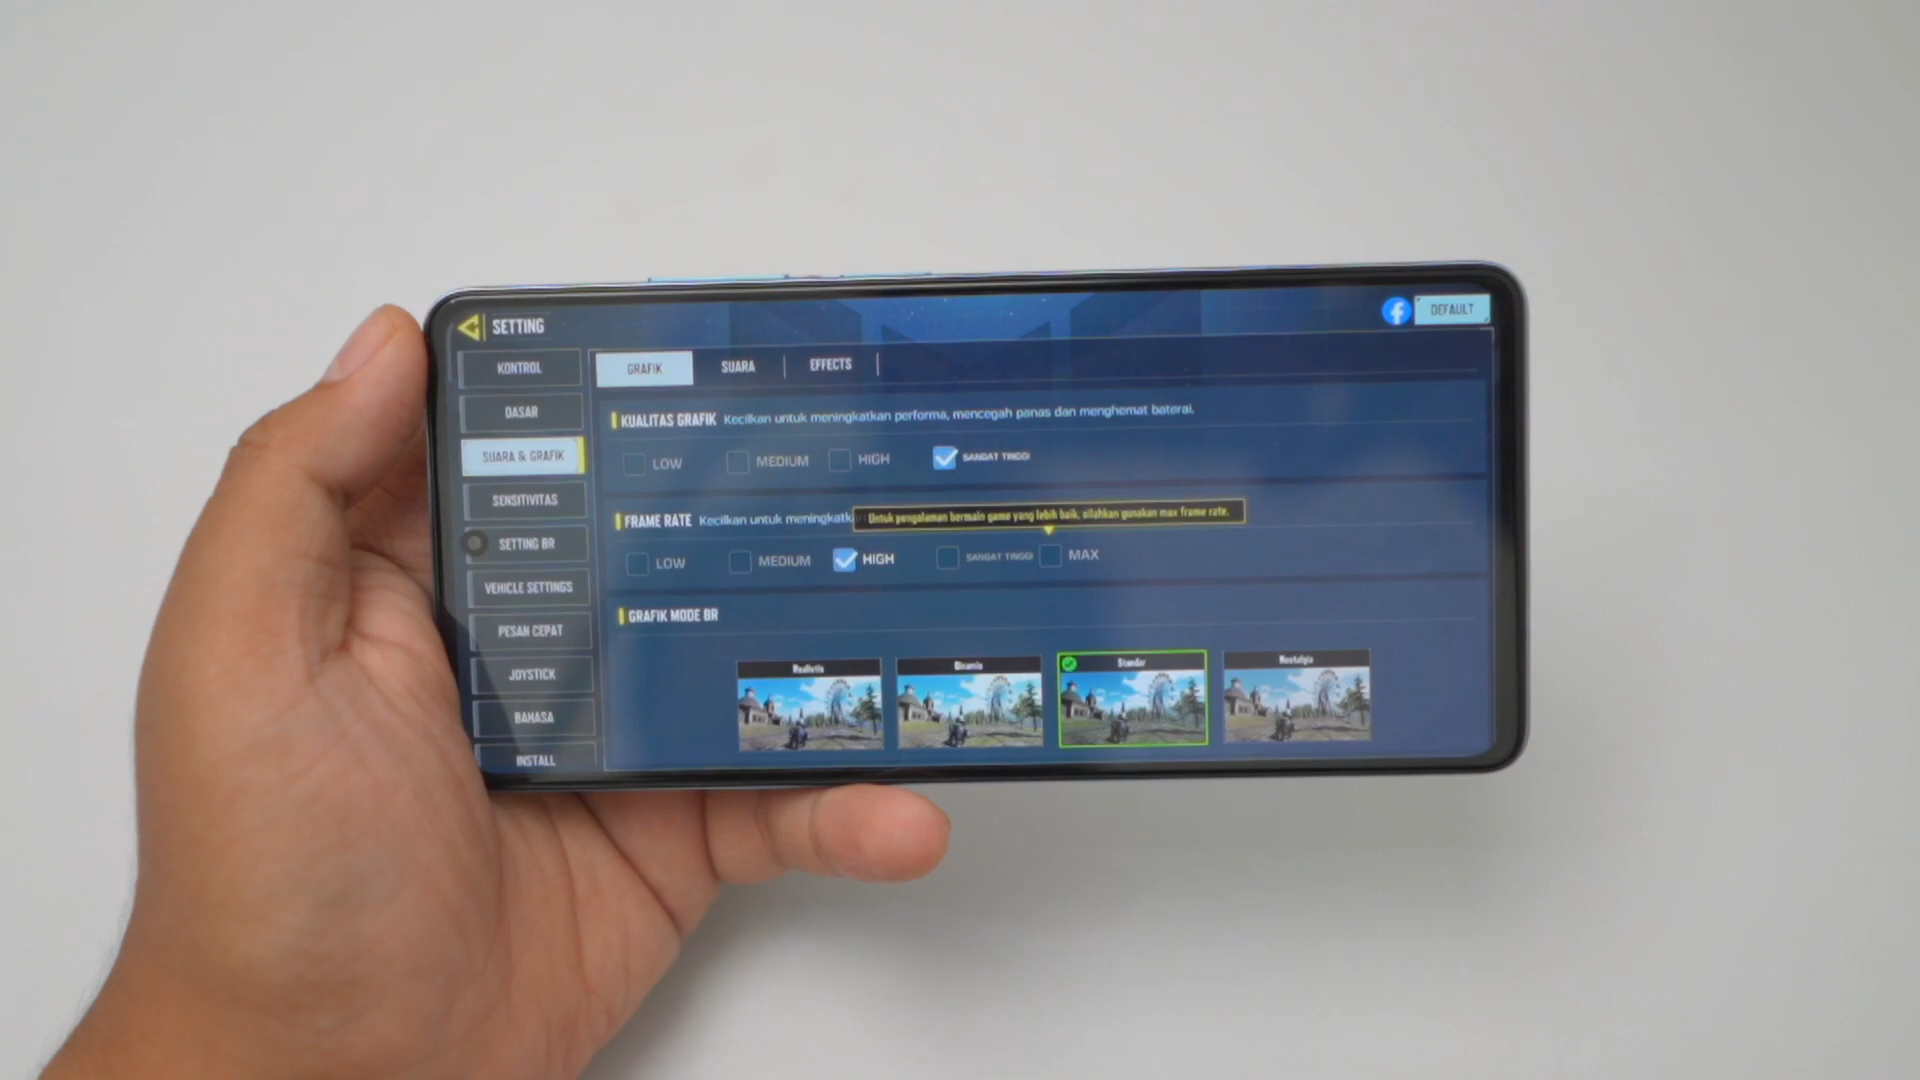 SETTING
DEFAULT
KONTROL
DASAR
SUARA & GRAFIK
SENSITIVITAS
SETTING BR
VEHICLE SETTINGS
PESAN CEPAT
JOYSTICK
BAHASA
INSTALL
GRAFIK SUARA EFFECTS
KUALITAS GRAFIK Kecilkan untuk meningkatkan performa, mencegah panas dan menghemat baterai.
LOW MEDIUM HIGH SANGAT TINGGI
FRAME RATE Kecilkan untuk meningkatk
Untuk pengalaman bermain game yang lebih baik, silahkan gunakan max frame rate.
LOW MEDIUM HIGH SANGAT TINGGI MAX
GRAFIK MODE BR
Realistis Dinamis Standar Nostalgia